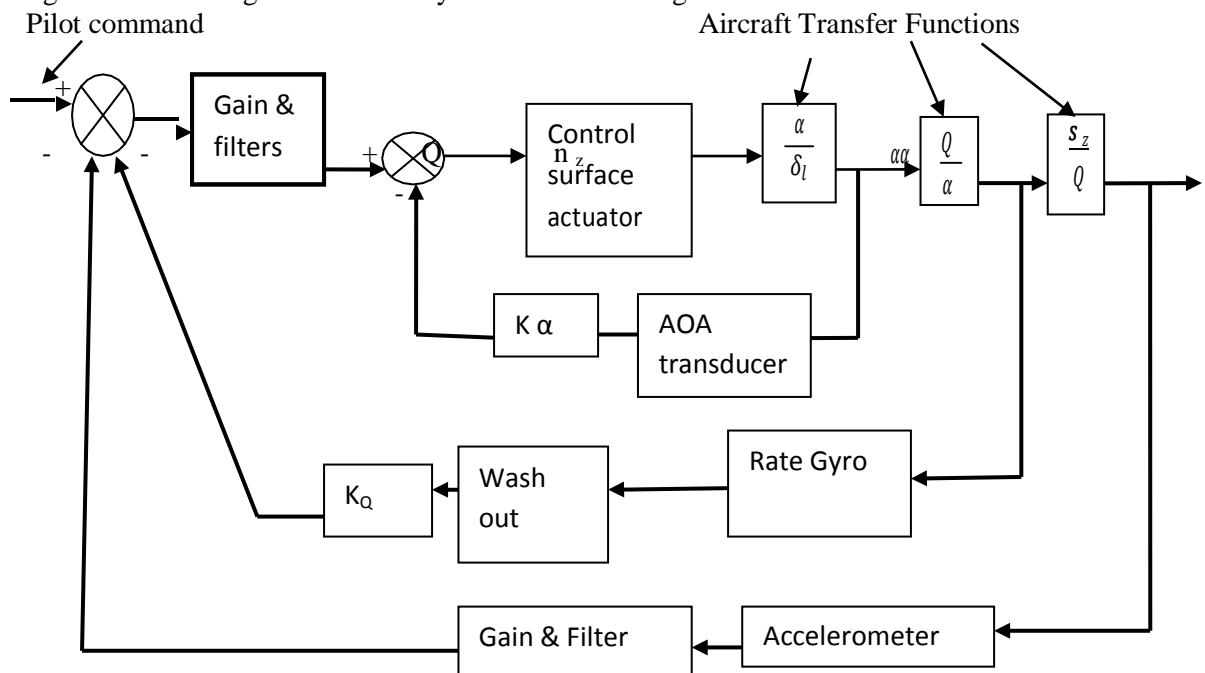 Pilot command
Aircraft Transfer Functions
+
-
-
Gain &
filters
+
-
Q
n z
Control
surface
actuator
α
δl
αα
Q
α
s z
Q
K α
AOA
transducer
KQ
Wash
out
Rate Gyro
Gain & Filter
Accelerometer